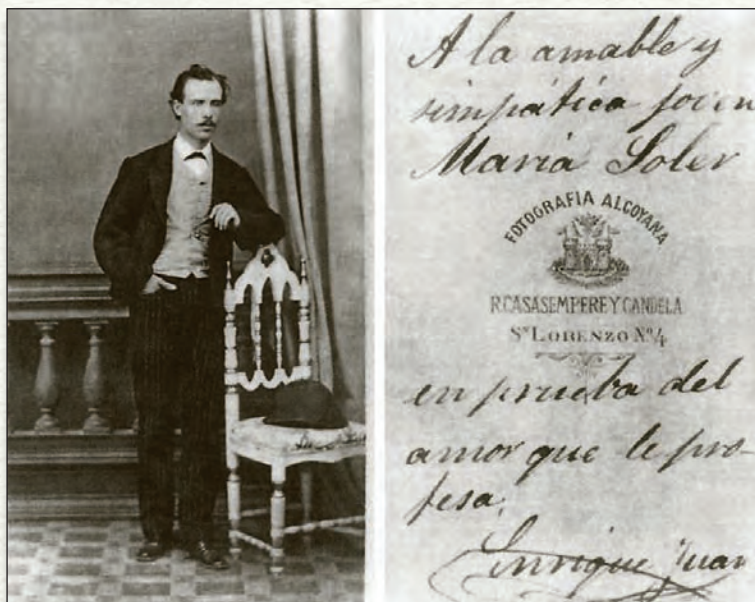 A la amable y
simpática joven
María Soler
FOTOGRAFIA ALCOYANA
R. CASASEMPERE Y CANDELA
Sn LORENZO No 4
en prueba del
amor que le pro-
fesa,
Enrique Juan